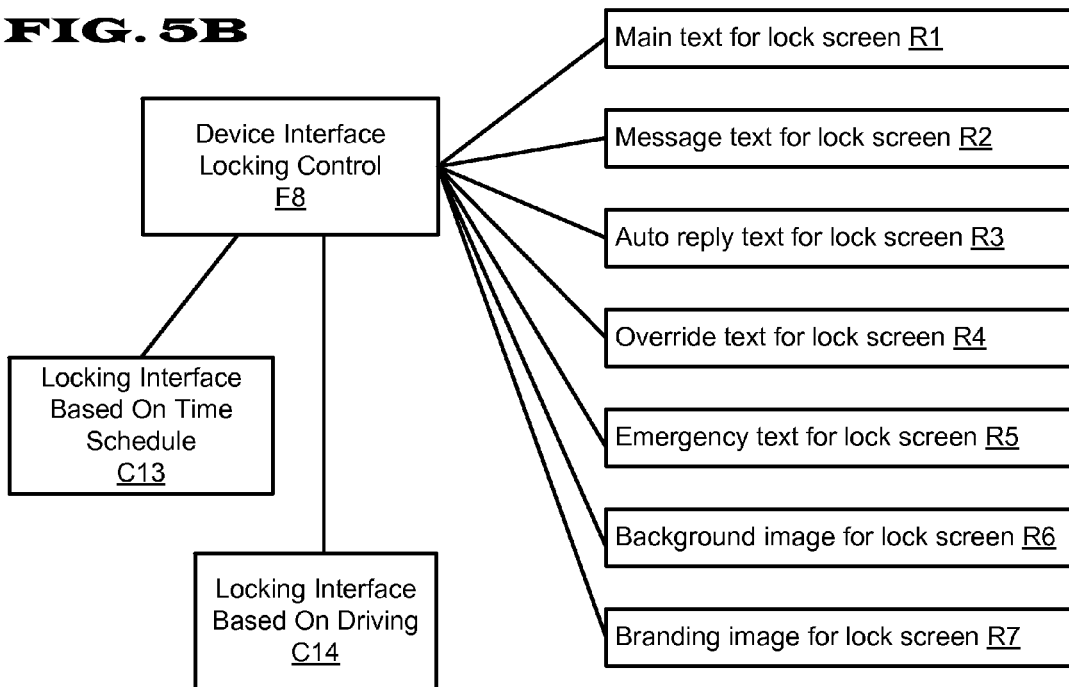 FIG. 5B
Device Interface
Locking Control
F8
Locking Interface
Based On Time
Schedule
C13
Locking Interface
Based On Driving
C14
Main text for lock screen R1
Message text for lock screen R2
Auto reply text for lock screen R3
Override text for lock screen R4
Emergency text for lock screen R5
Background image for lock screen R6
Branding image for lock screen R7